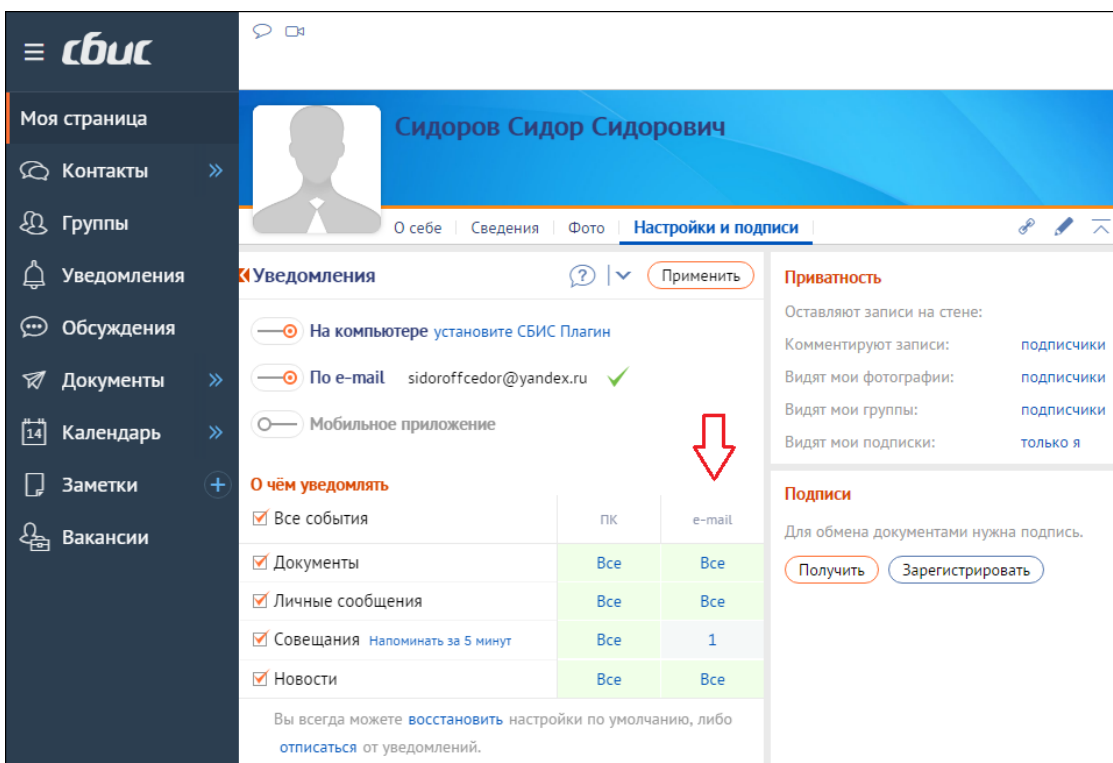 сбис
Моя страница
Контакты
Группы
Уведомления
Обсуждения
Документы
14 Календарь
Заметки
Вакансии
Сидоров Сидор Сидорович
О себе Сведения Фото Настройки и подписи
Уведомления ? Применить
На компьютере установите СБИС Плагин
По e-mail sidoroffcedor@yandex.ru
Мобильное приложение
О чём уведомлять
Все события ПК e-mail
Документы Все Все
Личные сообщения Все Все
Совещания Напоминать за 5 минут Все 1
Новости Все Все
Вы всегда можете восстановить настройки по умолчанию, либо
отписаться от уведомлений.
Приватность
Оставляют записи на стене:
Комментируют записи: подписчики
Видят мои фотографии: подписчики
Видят мои группы: подписчики
Видят мои подписки: только я
Подписи
Для обмена документами нужна подпись.
Получить Зарегистрировать